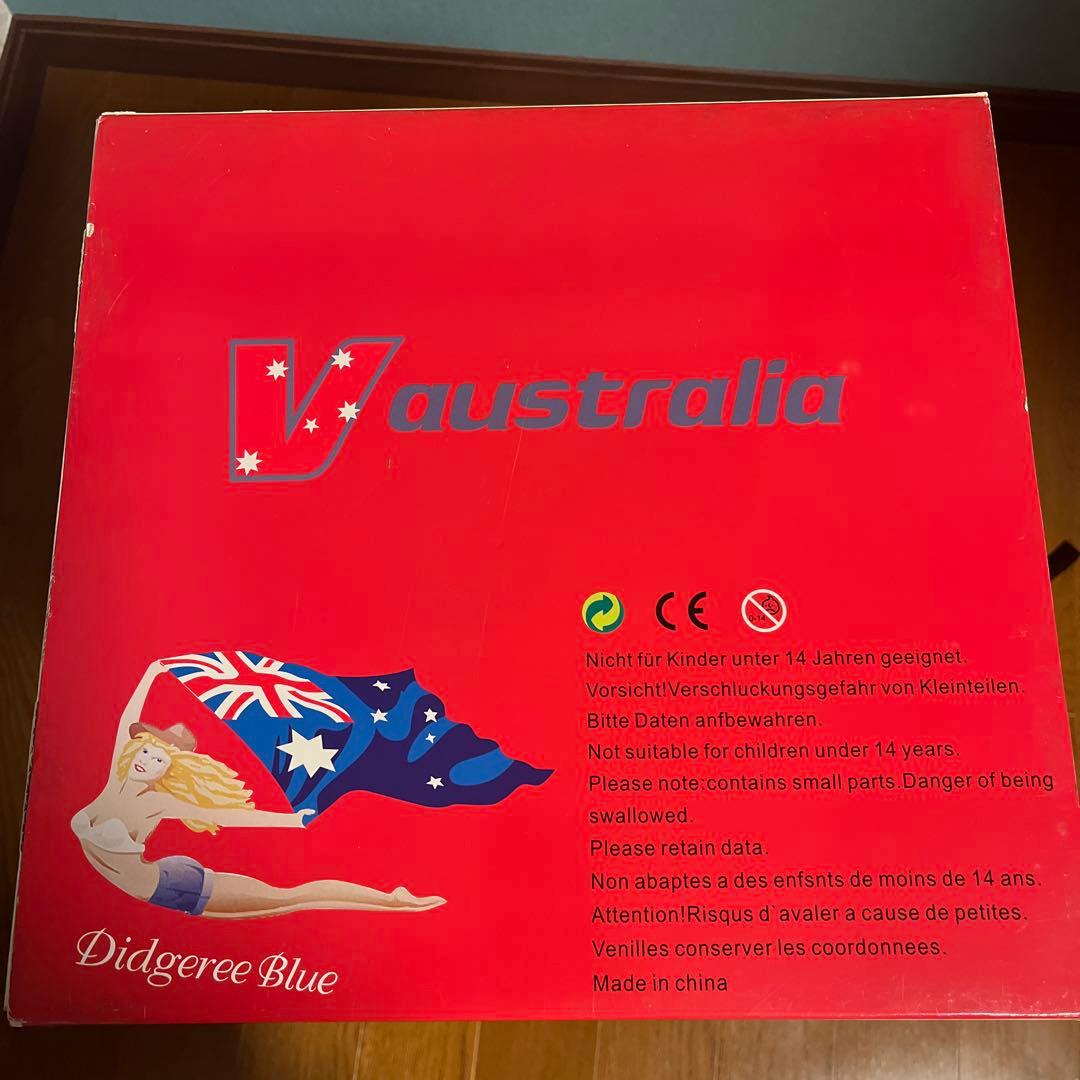 V australia
CE
0-14
Nicht für Kinder unter 14 Jahren geeignet.
Vorsicht!Verschluckungsgefahr von Kleinteilen.
Bitte Daten anfbewahren.
Not suitable for children under 14 years.
Please note:contains small parts.Danger of being
swallowed.
Please retain data.
Non abaptes a des enfsnts de moins de 14 ans.
Attention!Risqus d`avaler a cause de petites.
Venilles conserver les coordonnees.
Made in china
Didgeree Blue